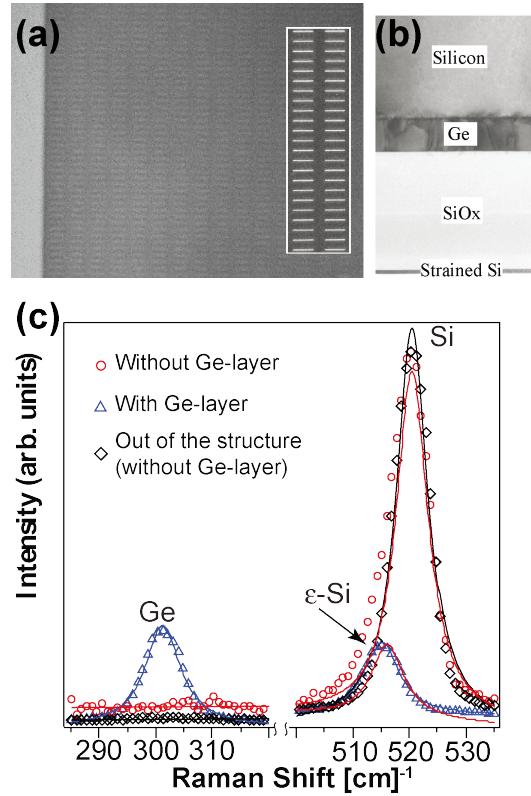 (a)
(b)
Silicon
Ge
SiOx
Strained Si
(c)
Si
Without Ge-layer
With Ge-layer
Out of the structure
(without Ge-layer)
ε-Si
Ge
Intensity (arb. units)
290 300 310 510 520 530
Raman Shift [cm]-1